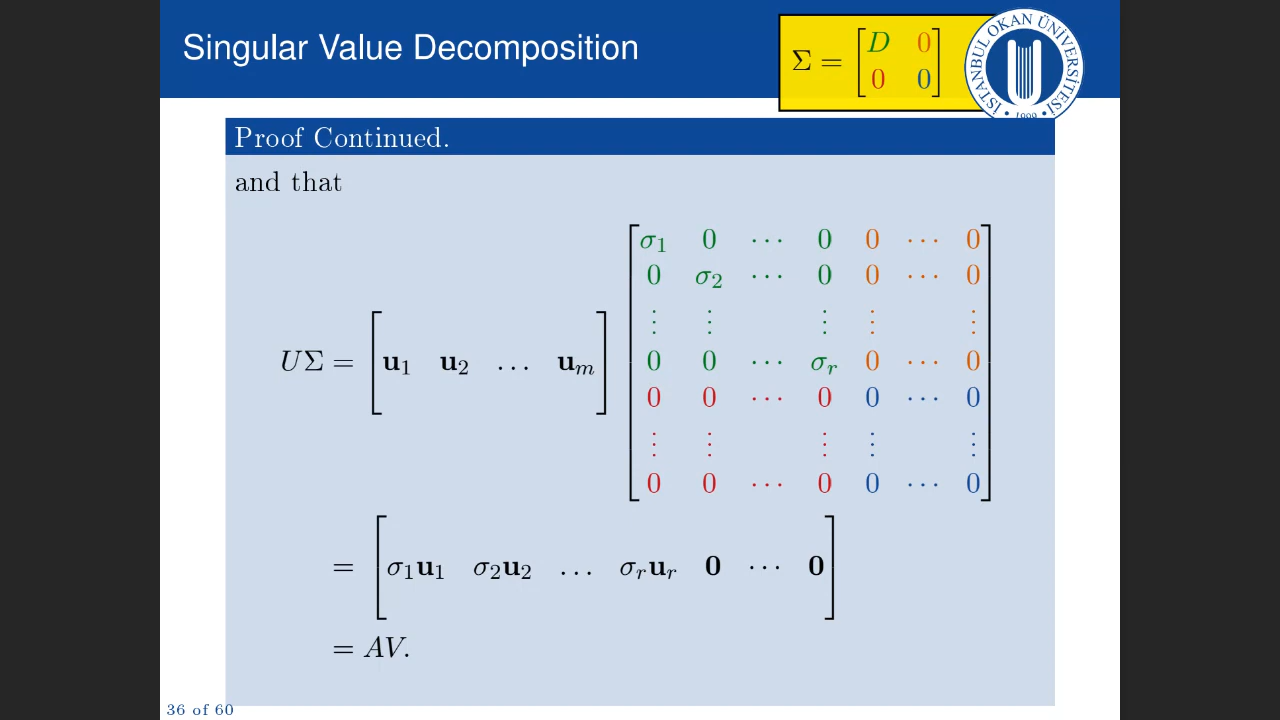 Singular Value Decomposition
Σ = [D 0
0 0]
İSTANBUL OKAN ÜNİVERSİTESİ
1999
Proof Continued.
and that
σ₁ 0 ⋯ 0 0 ⋯ 0
0 σ₂ ⋯ 0 0 ⋯ 0
⋮ ⋮ ⋮ ⋮ ⋮
UΣ = [u₁ u₂ … uₘ] 0 0 ⋯ σᵣ 0 ⋯ 0
0 0 ⋯ 0 0 ⋯ 0
⋮ ⋮ ⋮ ⋮ ⋮
0 0 ⋯ 0 0 ⋯ 0
= [σ₁u₁ σ₂u₂ … σᵣuᵣ 0 ⋯ 0]
= AV.
36 of 60